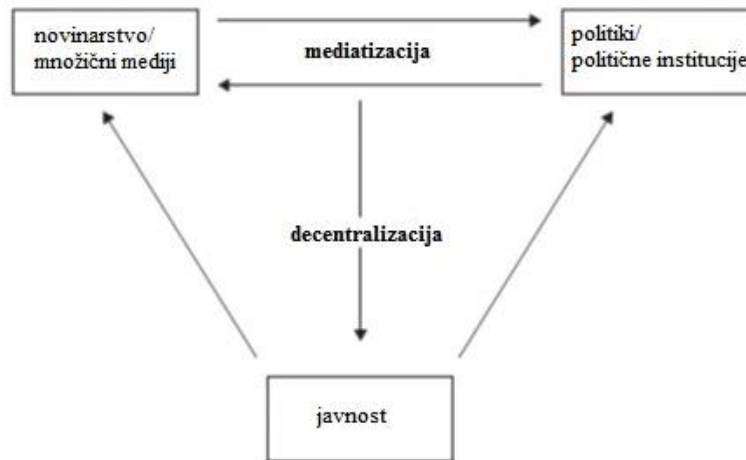 novinarstvo/
množični mediji
mediatizacija
politiki/
politične institucije
decentralizacija
javnost